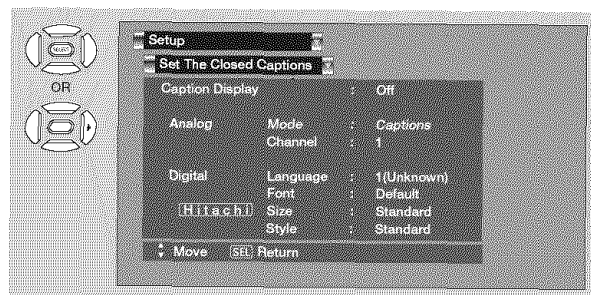 SELECT
OR
Setup
Set The Closed Captions
Caption Display : Off
Analog Mode : Captions
Channel : 1
Digital Language : 1(Unknown)
Font : Default
Hitachi Size : Standard
Style : Standard
Move SEL Return